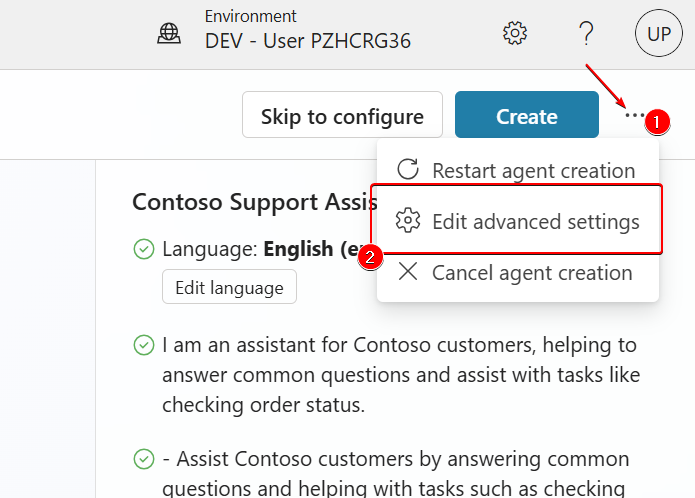 Environment
DEV - User PZHCRG36
?
UP
Skip to configure
Create
...
1
Restart agent creation
Contoso Support Assis
Edit advanced settings
Language: English (e
2
Edit language
Cancel agent creation
I am an assistant for Contoso customers, helping to
answer common questions and assist with tasks like
checking order status.
- Assist Contoso customers by answering common
questions and helping with tasks such as checking